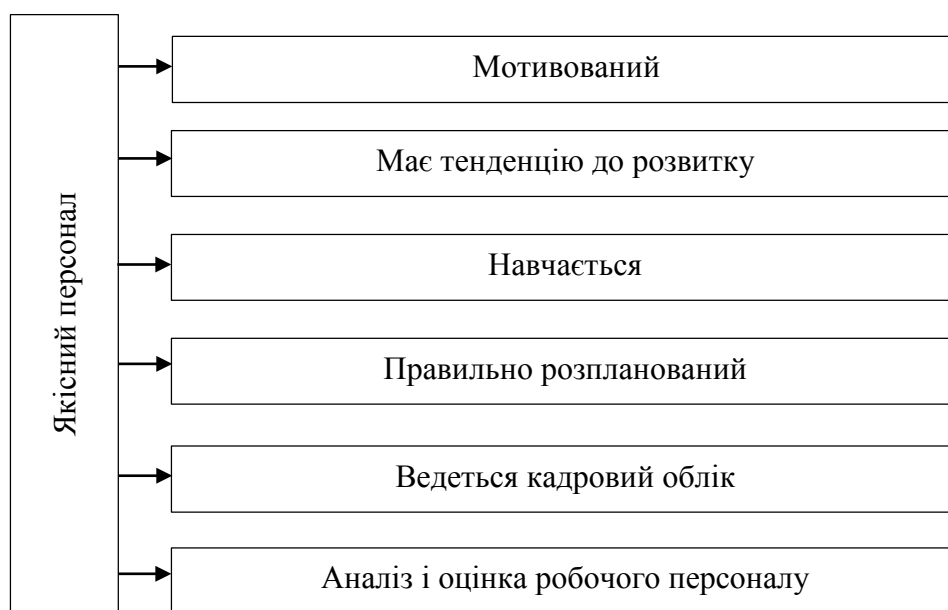 Якісний персонал
Мотивований
Має тенденцію до розвитку
Навчається
Правильно розпланований
Ведеться кадровий облік
Аналіз і оцінка робочого персоналу